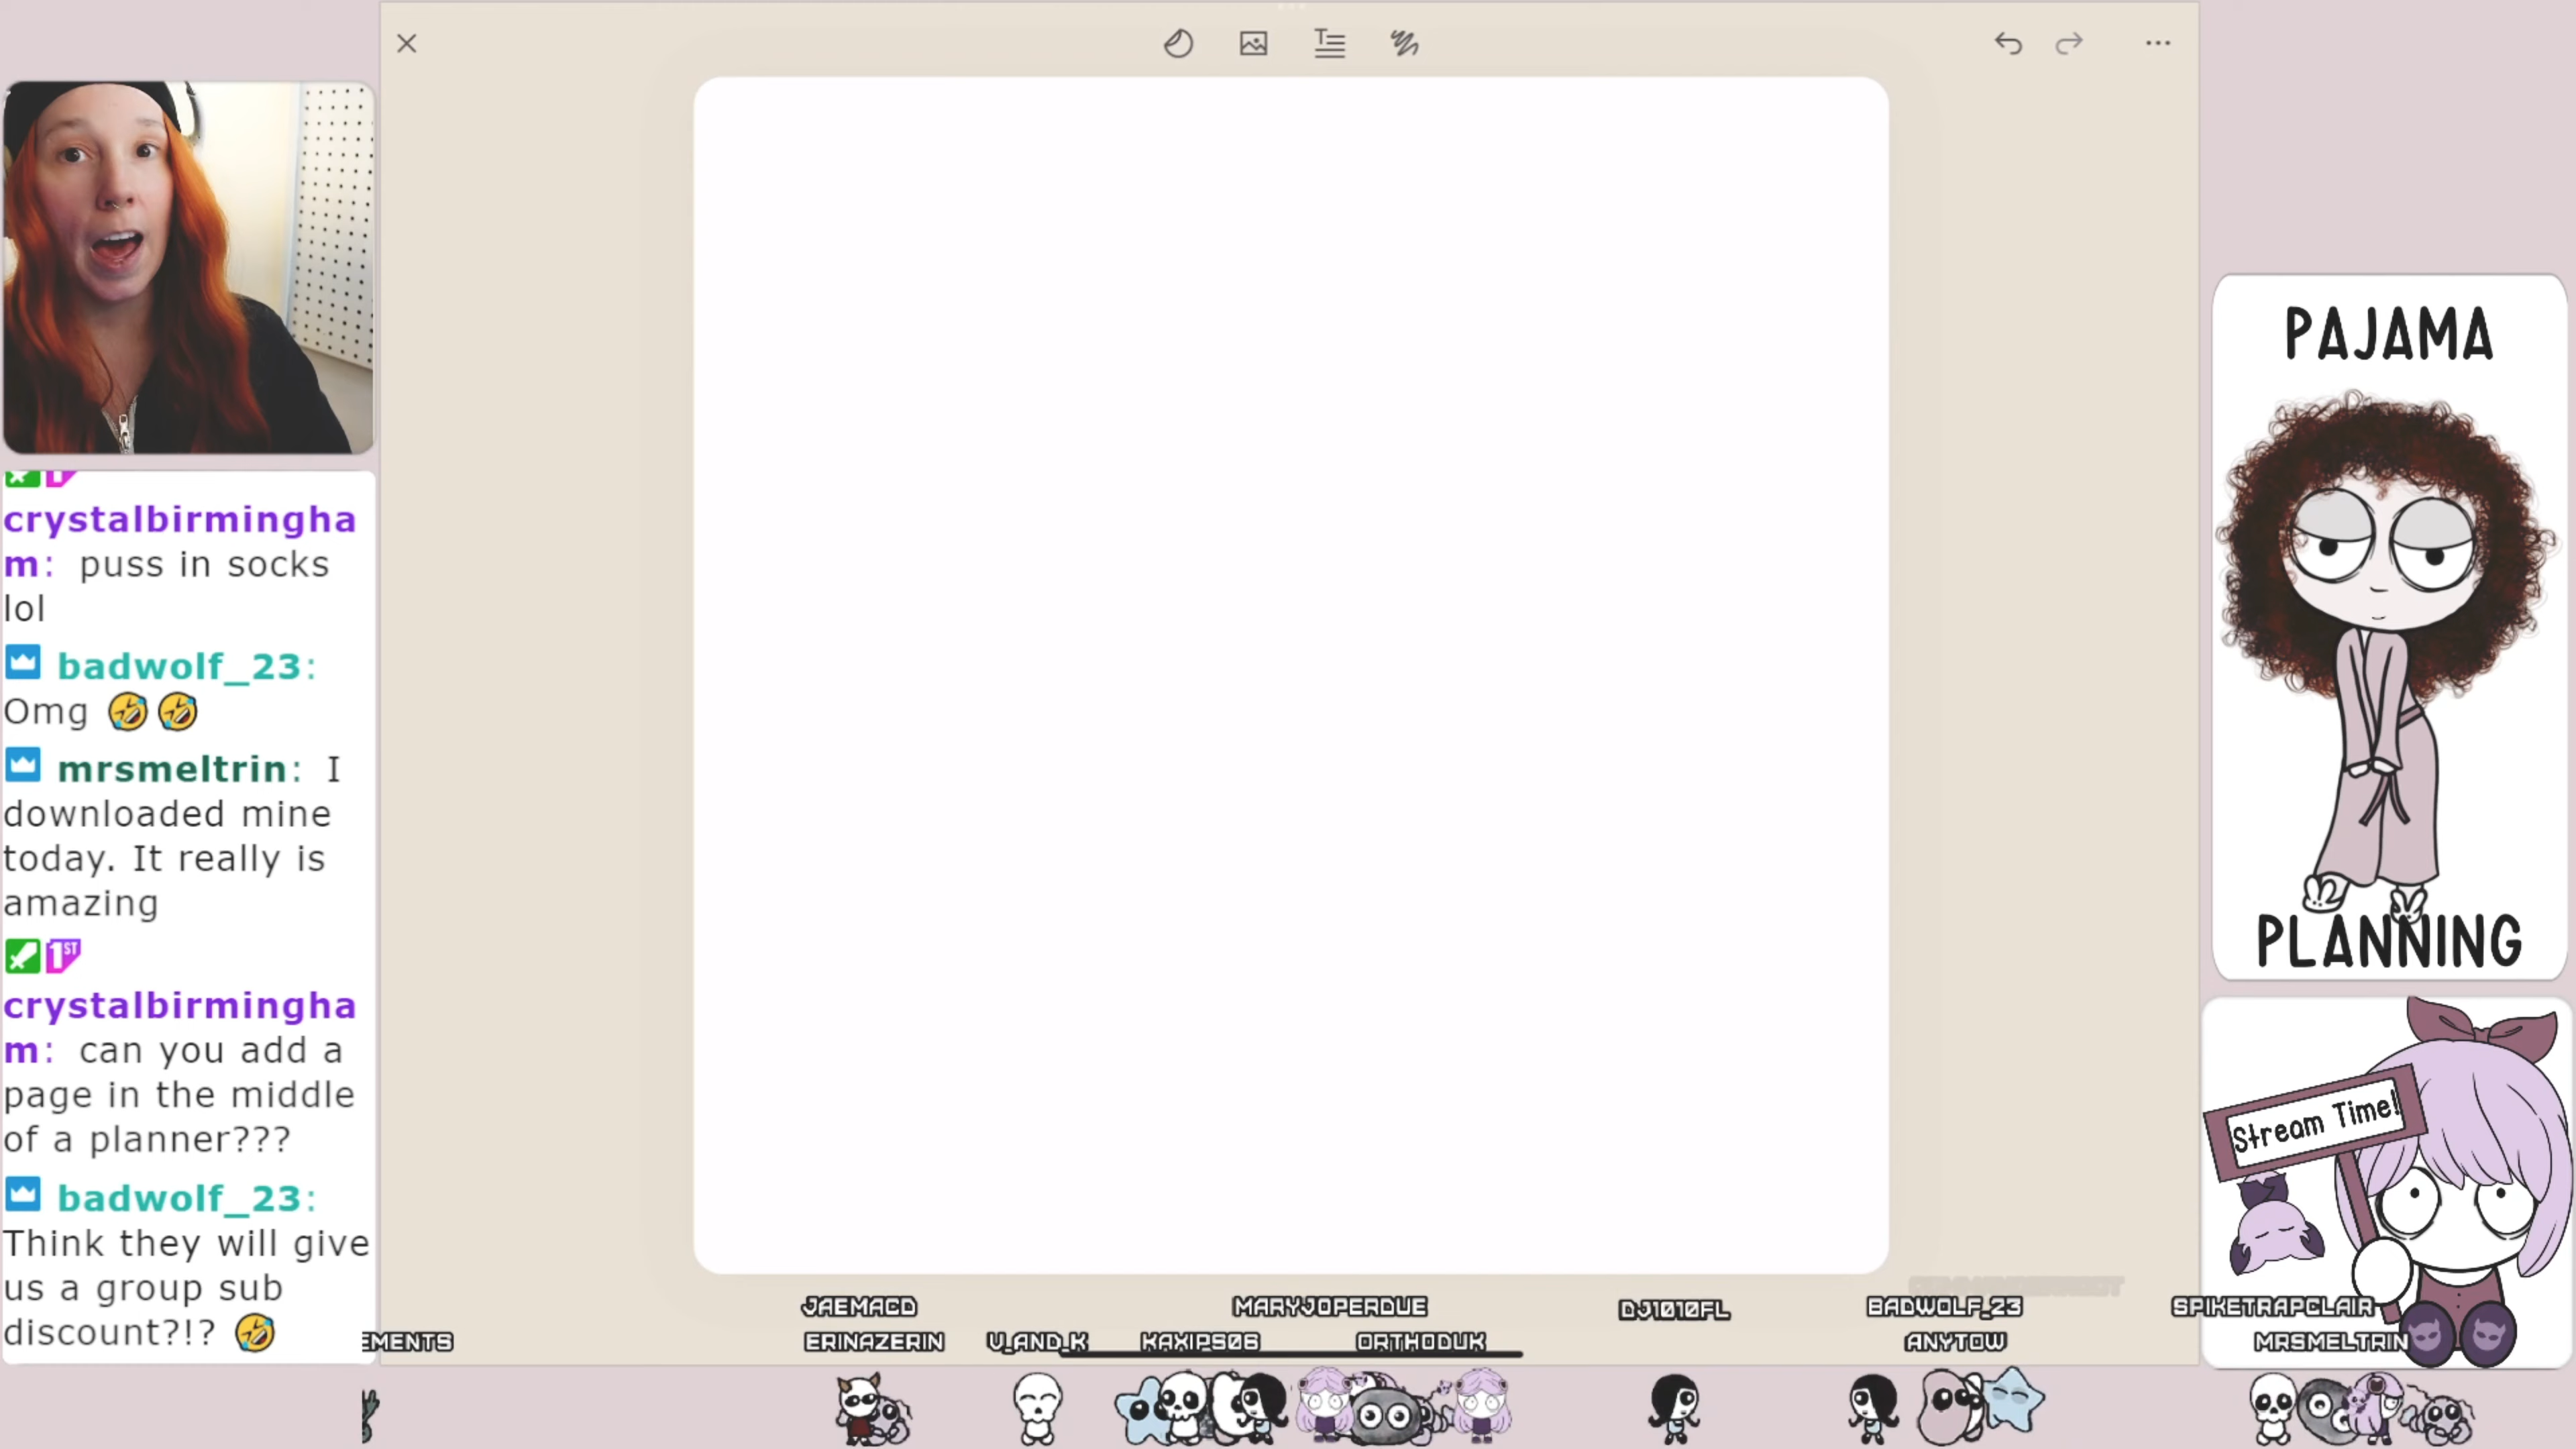 crystalbirmingha
m: puss in socks
lol
badwolf_23:
Omg 🤣🤣
mrsmeltrin: I
downloaded mine
today. It really is
amazing
1ST
crystalbirmingha
m: can you add a
page in the middle
of a planner???
badwolf_23:
Think they will give
us a group sub
discount?!? 🤣
PAJAMA
PLANNING
Stream Time!
JAEMACD
MARYJOPERDUE
DJ1010FL
BADWOLF_23
SPIKETRAPCLAIR
EMENTS
ERINAZERIN
V_AND_K
KAXIPS06
ORTHODUK
ANYTOW
MRSMELTRIN